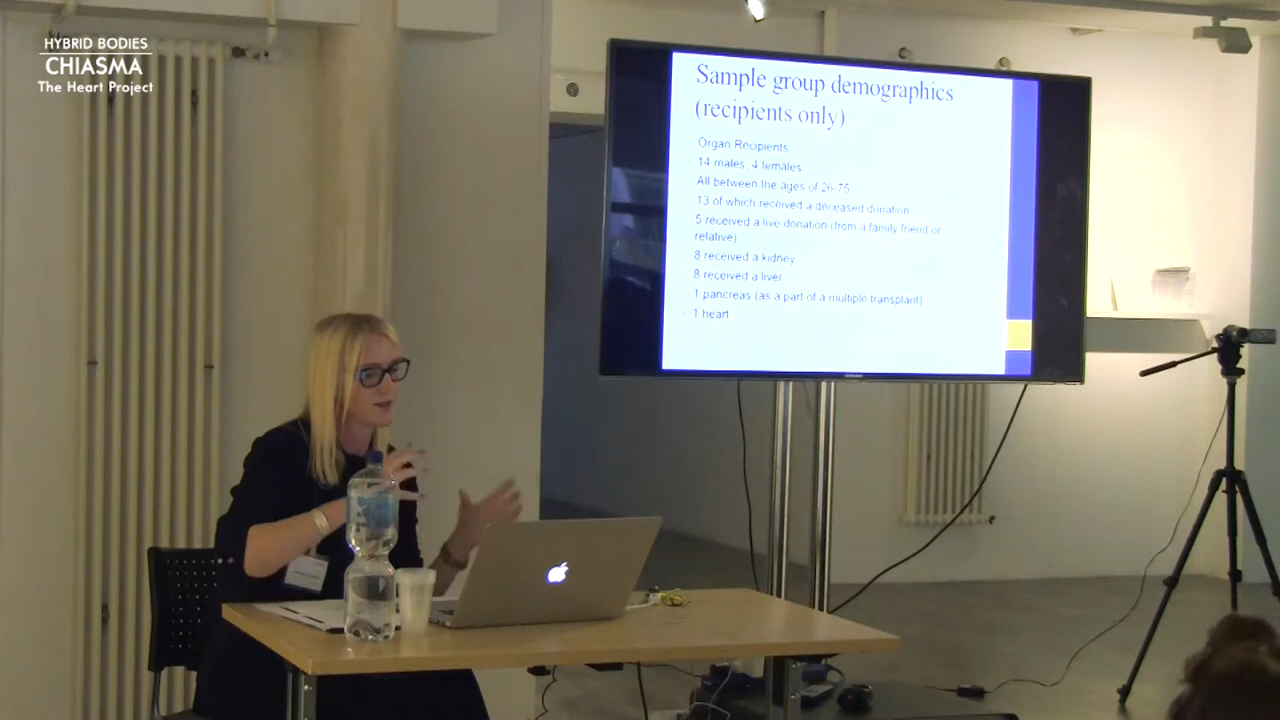 HYBRID BODIES
CHIASMA
The Heart Project
Sample group demographics
(recipients only)
Organ Recipients
14 males, 4 females
All between the ages of 26-75
13 of which received a deceased donation
5 received a live donation (from a family friend or
relative)
8 received a kidney
8 received a liver
1 pancreas (as a part of a multiple transplant)
1 heart